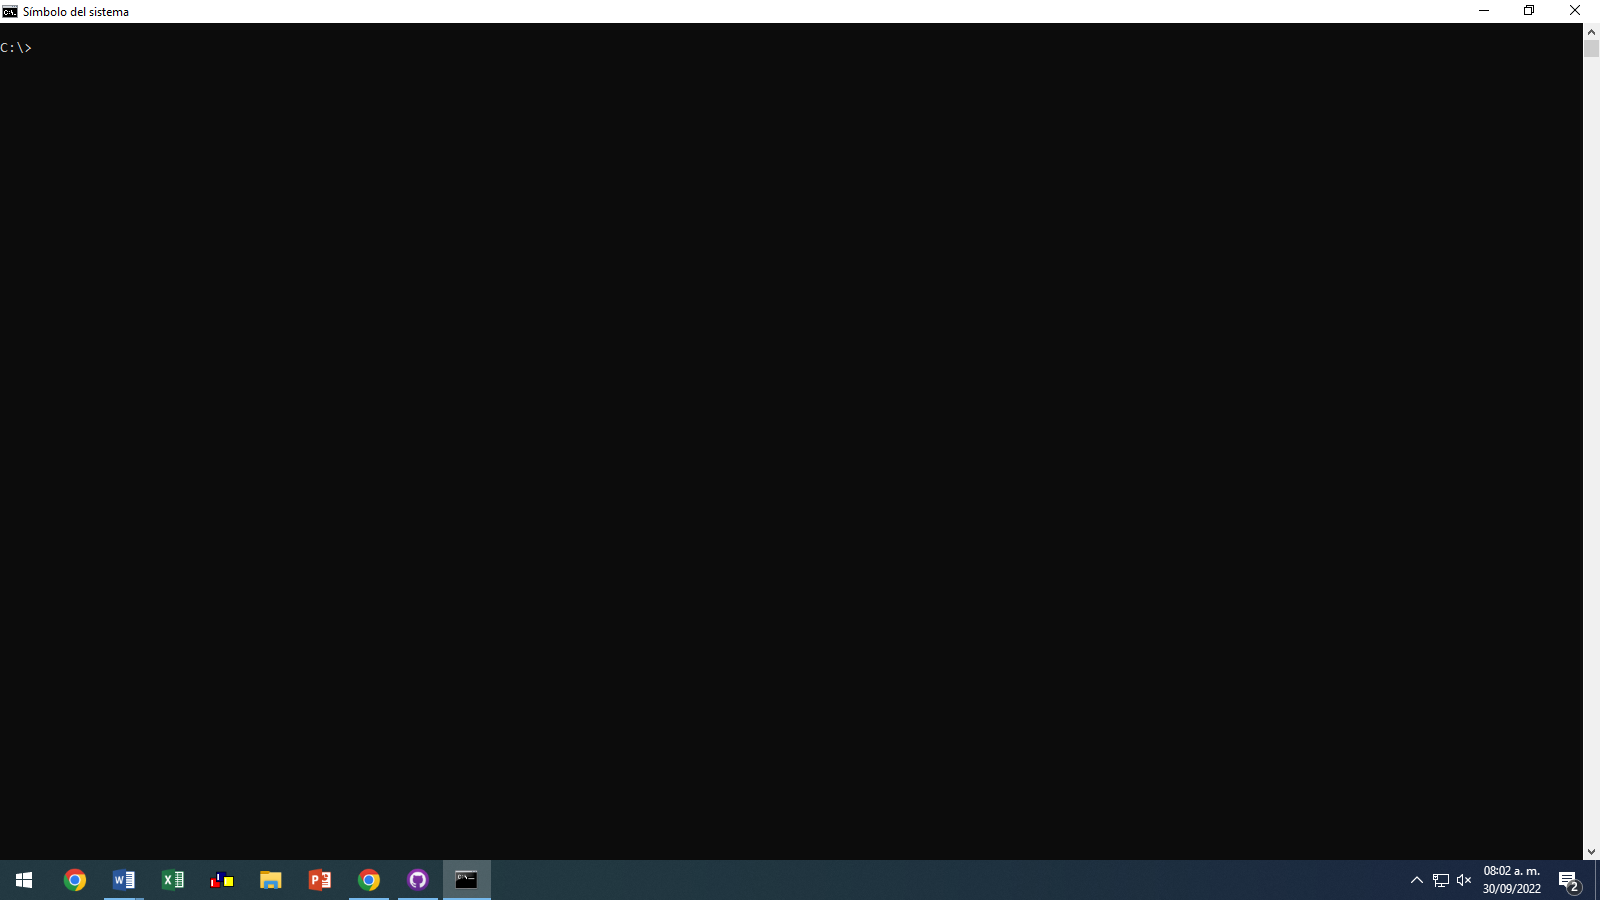 Símbolo del sistema
C:\>
08:02 a. m.
30/09/2022
2